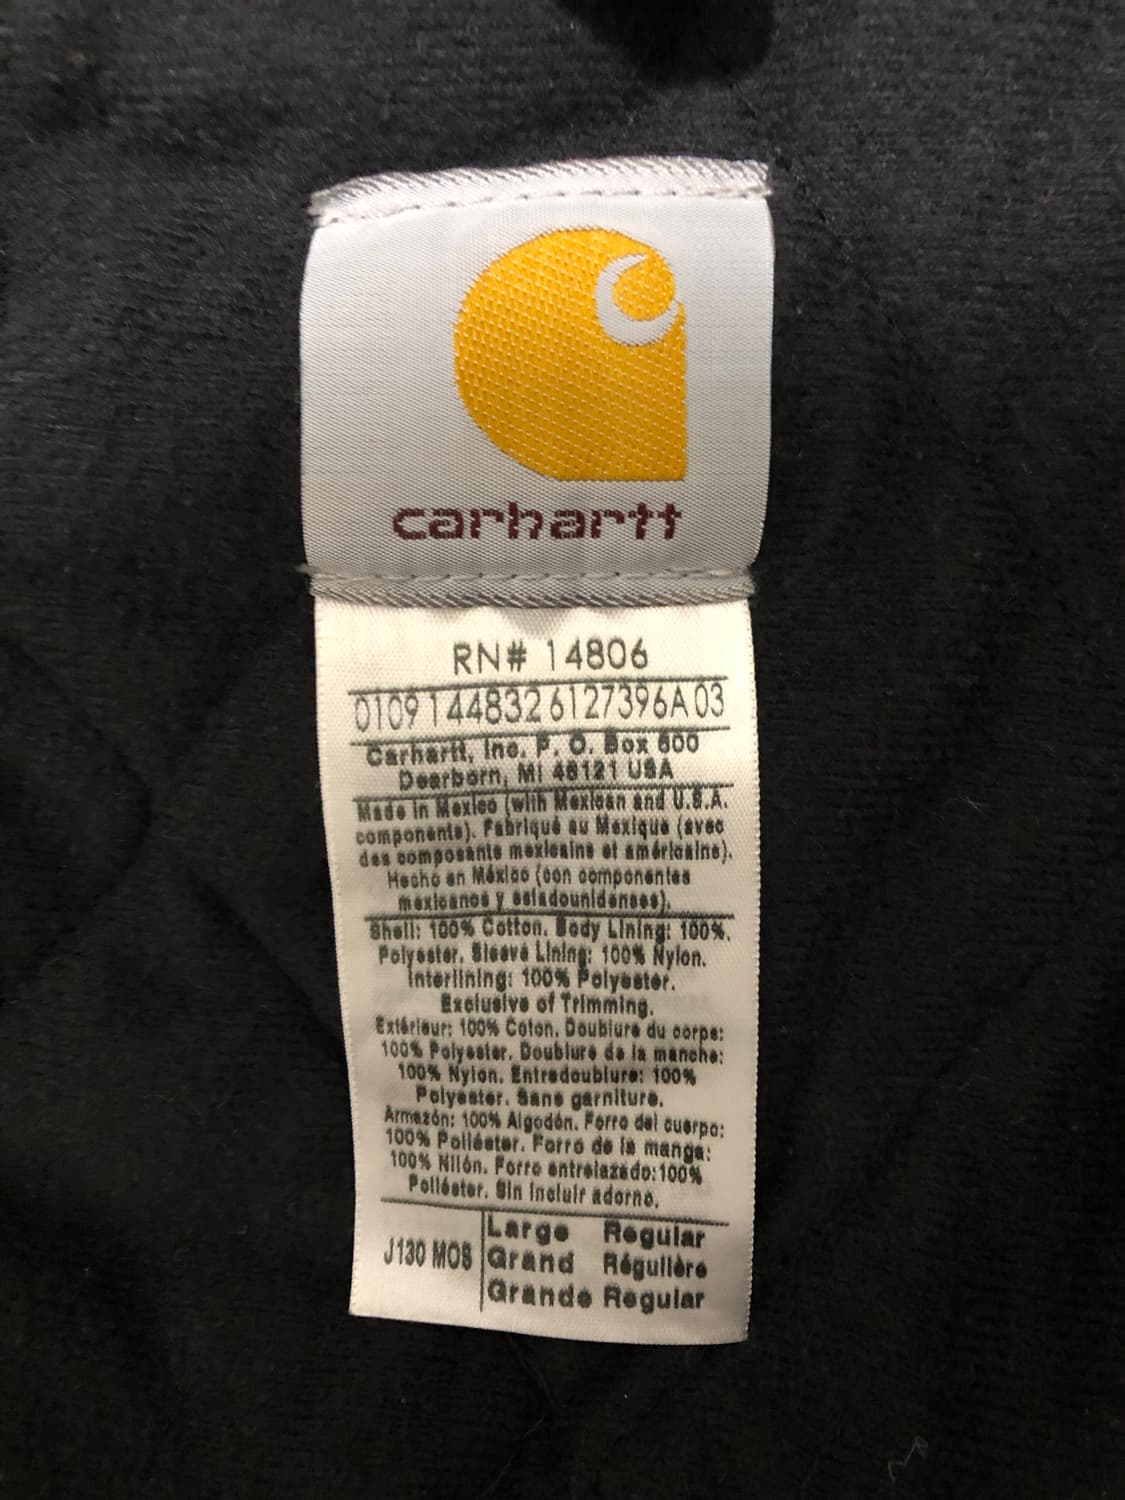 carhartt
RN# 14806
0109144832 6127396A03
Carhartt, Inc. P. O. Box 600
Dearborn, MI 48121 USA
Made in Mexico (with Mexican and U.S.A.
components). Fabriqué au Mexique (avec
des composants mexicains et américains).
Hecho en México (con componentes
mexicanos y estadounidenses).
Shell: 100% Cotton. Body Lining: 100%
Polyester. Sleeve Lining: 100% Nylon.
Interlining: 100% Polyester.
Exclusive of Trimming.
Extérieur: 100% Coton. Doublure du corps:
100% Polyester. Doublure de la manche:
100% Nylon. Entredoublure: 100%
Polyester. Sans garniture.
Armazón: 100% Algodón. Forro del cuerpo:
100% Poliéster. Forro de la manga:
100% Nilón. Forro entrelazado:100%
Poliéster. Sin incluir adorno.
J130 MOS Large Regular
Grand Régulière
Grande Regular